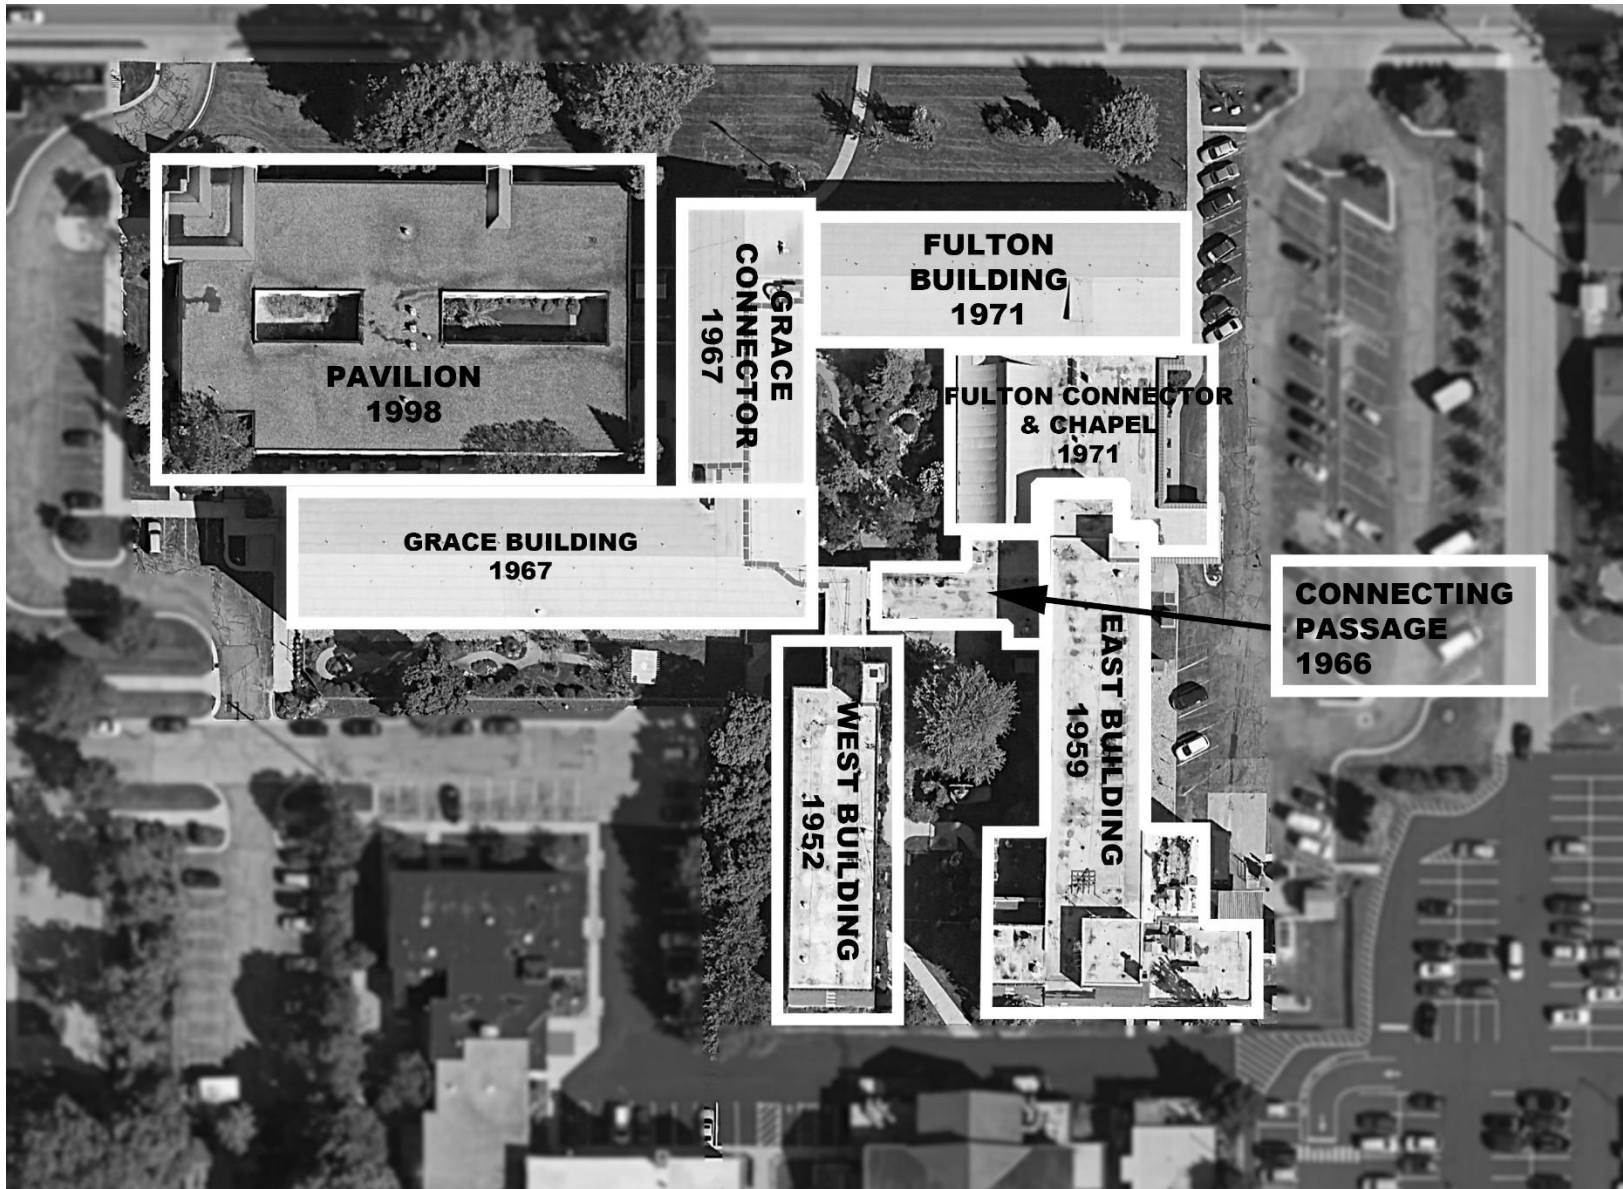 FULTON
BUILDING
1971
GRACE
CONNECTOR
1967
PAVILION
1998
FULTON CONNECTOR
& CHAPEL
1971
GRACE BUILDING
1967
CONNECTING
PASSAGE
1966
EAST BUILDING
1959
WEST BUILDING
1952